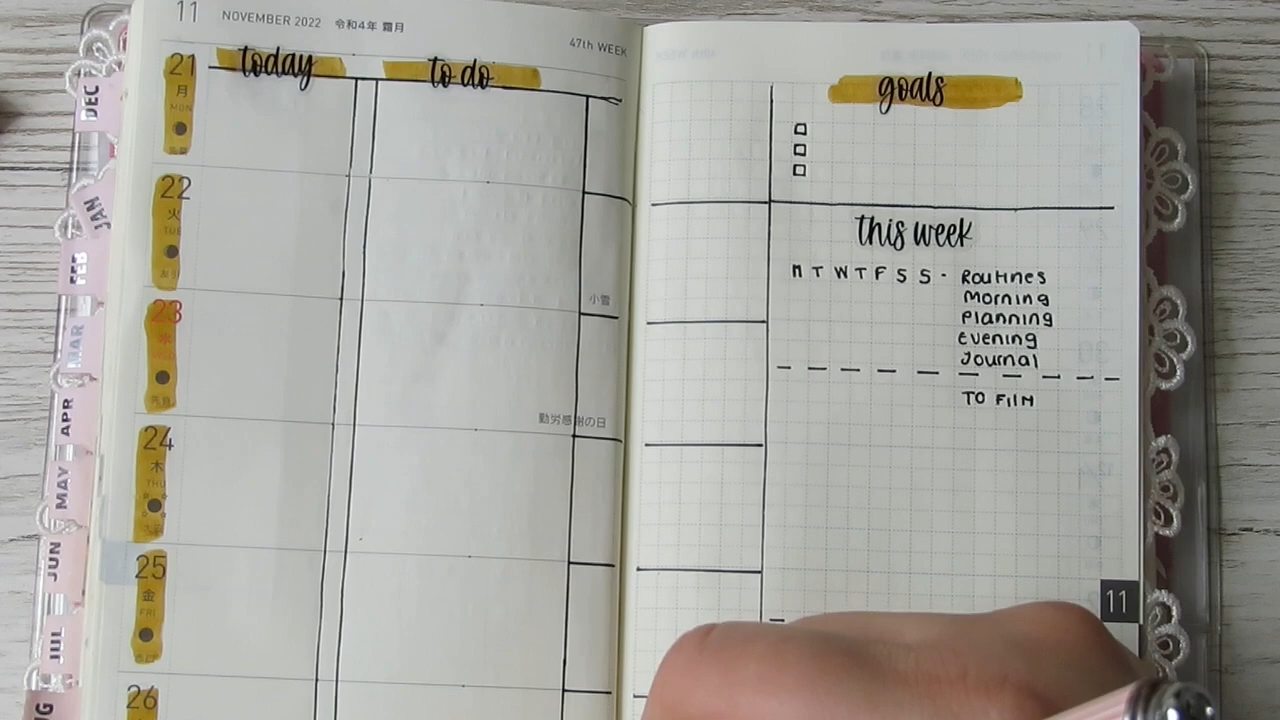 11 NOVEMBER 2022 令和4年 霜月
47th WEEK
today
to do
21
月
MON
22
火
TUE
小雪
23
水
WED
勤労感謝の日
24
木
THU
25
金
FRI
26
goals
this week
M T W T F S S - Routines
Morning
Planning
Evening
Journal
TO FILM
11
DEC
JAN
FEB
MAR
APR
MAY
JUN
JUL